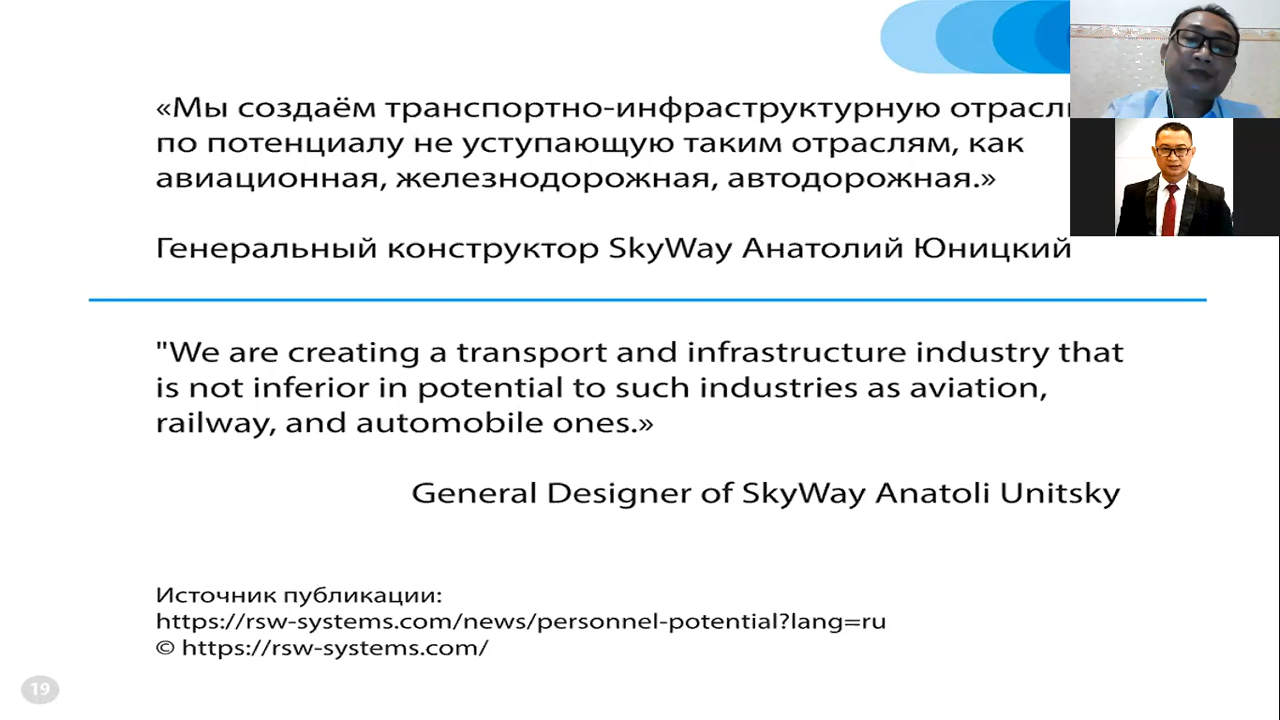 «Мы создаём транспортно-инфраструктурную отрасль
по потенциалу не уступающую таким отраслям, как
авиационная, железнодорожная, автодорожная.»
Генеральный конструктор SkyWay Анатолий Юницкий
"We are creating a transport and infrastructure industry that
is not inferior in potential to such industries as aviation,
railway, and automobile ones.»
General Designer of SkyWay Anatoli Unitsky
Источник публикации:
https://rsw-systems.com/news/personnel-potential?lang=ru
© https://rsw-systems.com/
19